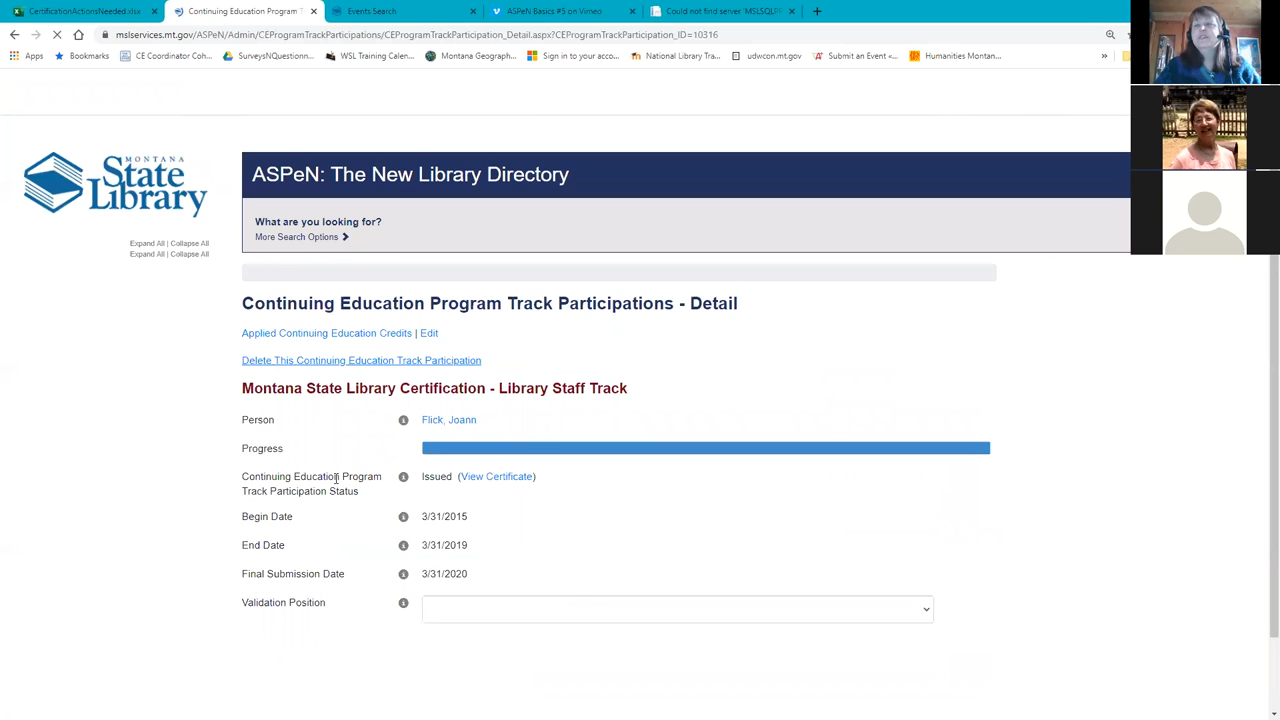 CertificationActionsNeeded.xlsx
Continuing Education Program T
Events Search
ASPeN Basics #5 on Vimeo
Could not find server 'MSLSQLPR
mslservices.mt.gov/ASPeN/Admin/CEProgramTrackParticipations/CEProgramTrackParticipation_Detail.aspx?CEProgramTrackParticipation_ID=10316
Apps
Bookmarks
CE Coordinator Coh...
SurveysNQuestionn...
WSL Training Calen...
Montana Geograph...
Sign in to your acco...
National Library Tra...
udwcon.mt.gov
Submit an Event «...
Humanities Montan...
MONTANA
State
Library
Expand All | Collapse All
Expand All | Collapse All
ASPeN: The New Library Directory
What are you looking for?
More Search Options
Continuing Education Program Track Participations - Detail
Applied Continuing Education Credits | Edit
Delete This Continuing Education Track Participation
Montana State Library Certification - Library Staff Track
Person Flick, Joann
Progress
Continuing Education Program Issued (View Certificate)
Track Participation Status
Begin Date 3/31/2015
End Date 3/31/2019
Final Submission Date 3/31/2020
Validation Position